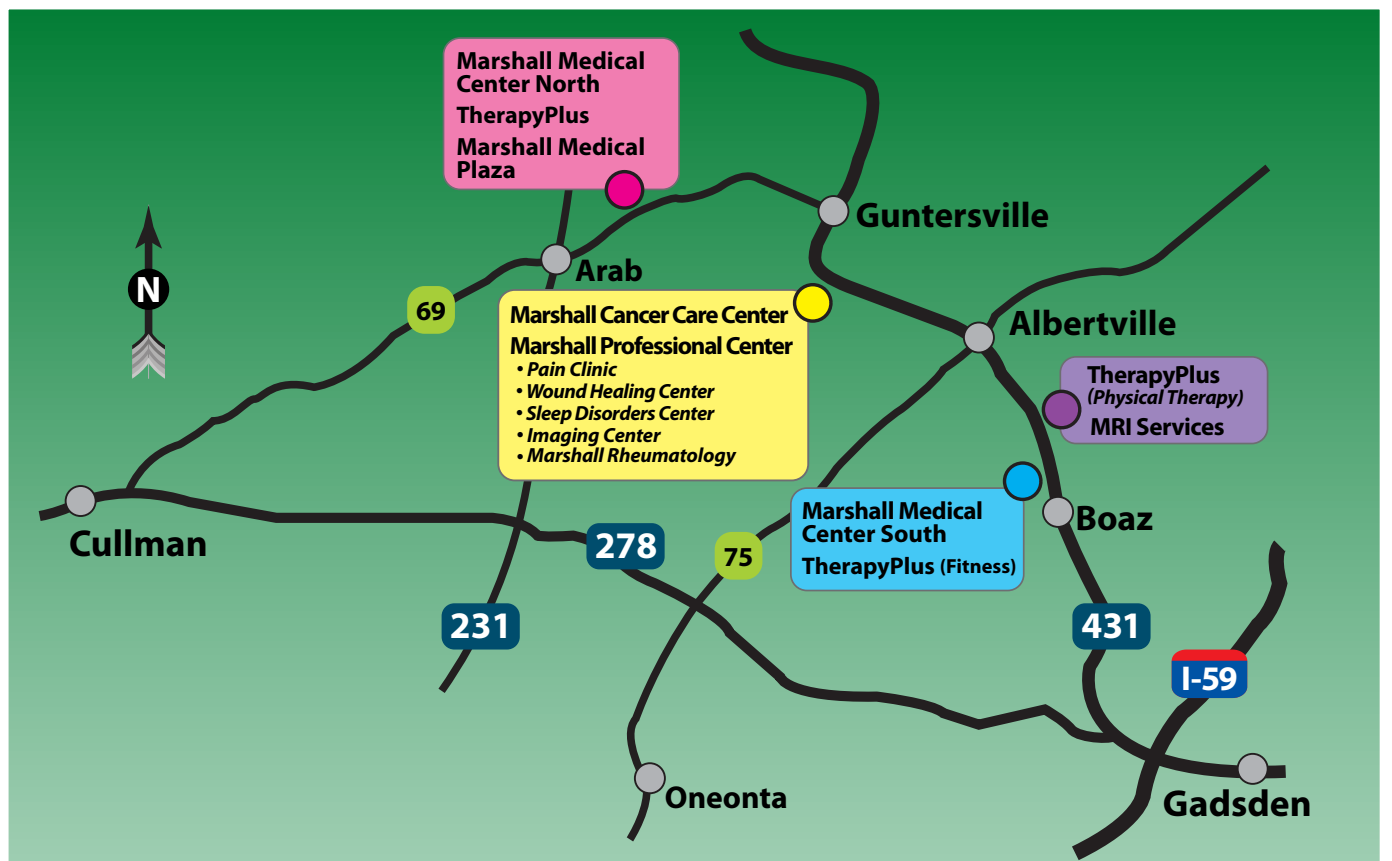 Marshall Medical
Center North
TherapyPlus
Marshall Medical
Plaza
Guntersville
Arab
N
69
Marshall Cancer Care Center
Marshall Professional Center
• Pain Clinic
• Wound Healing Center
• Sleep Disorders Center
• Imaging Center
• Marshall Rheumatology
Albertville
TherapyPlus
(Physical Therapy)
MRI Services
Marshall Medical
Center South
TherapyPlus (Fitness)
Boaz
Cullman
278
75
231
431
I-59
Oneonta
Gadsden